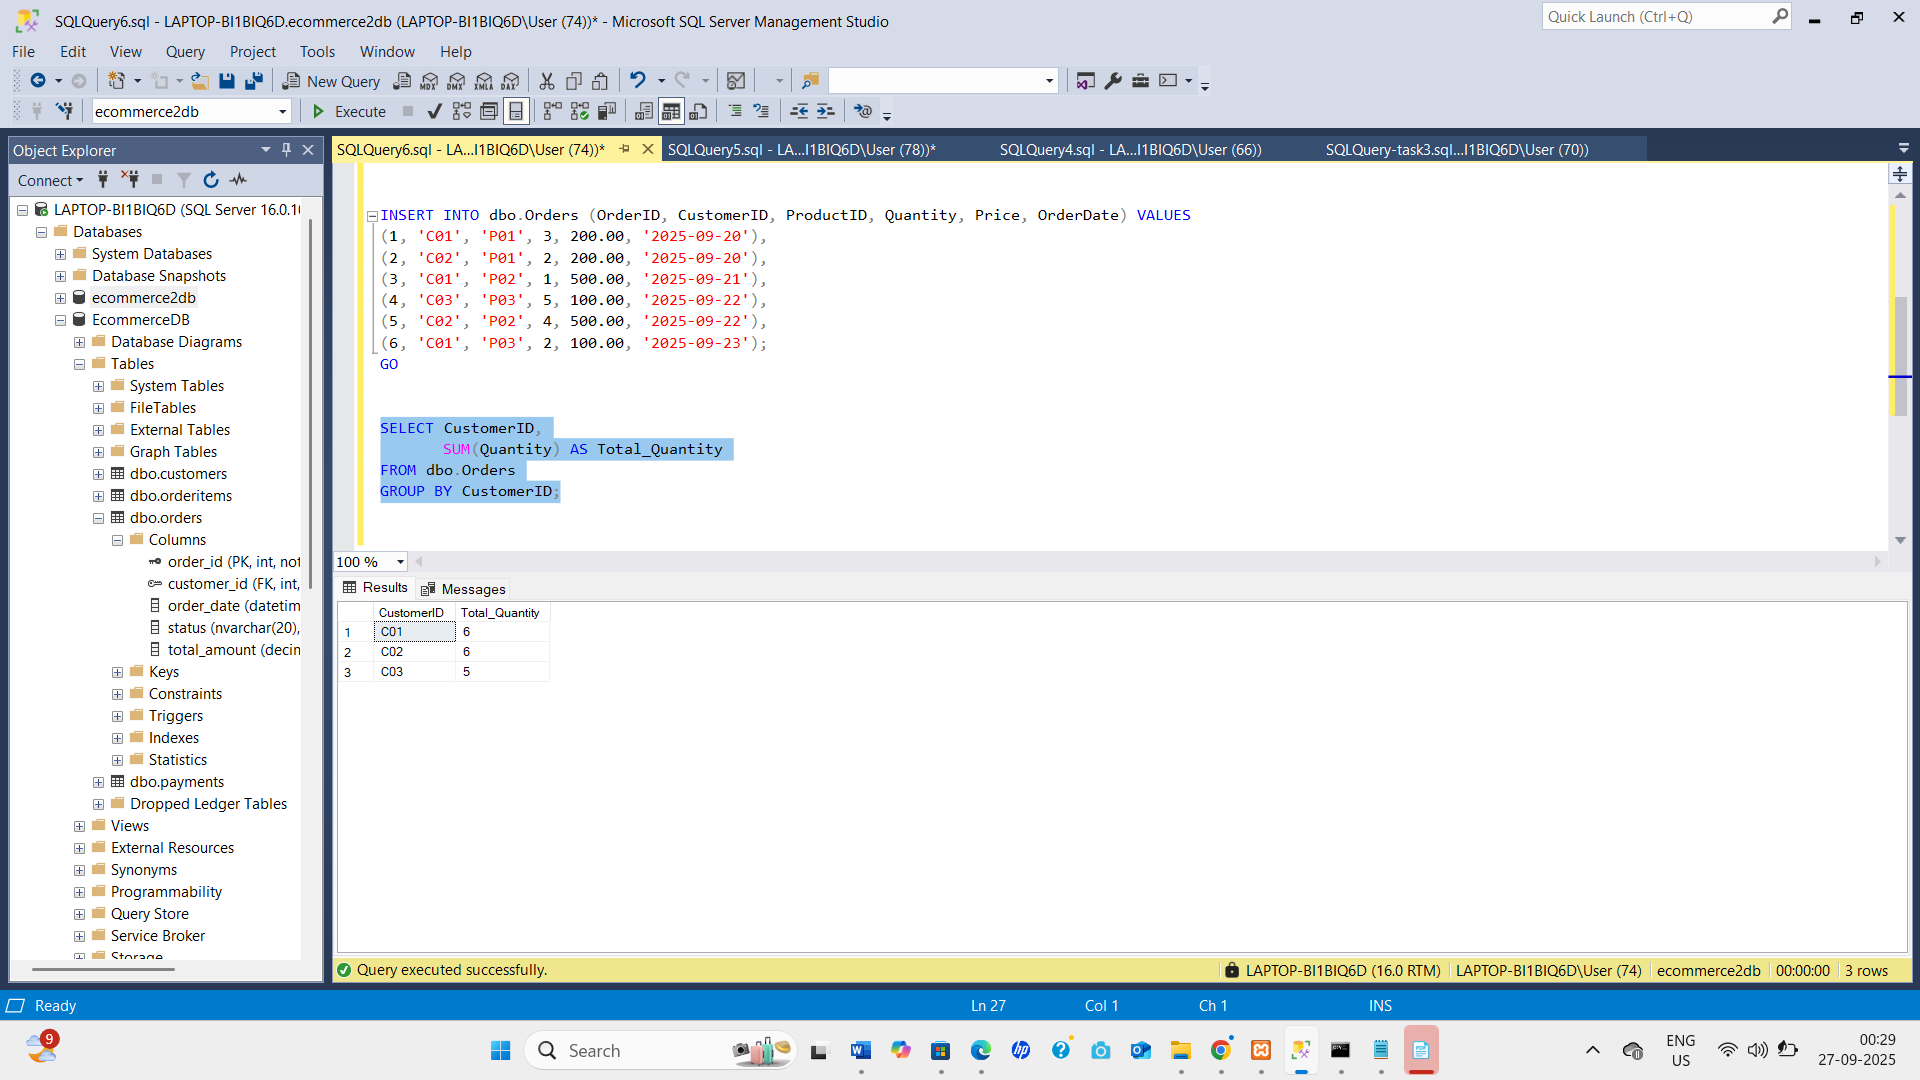 SQLQuery6.sql - LAPTOP-BI1BIQ6D.ecommerce2db (LAPTOP-BI1BIQ6D\User (74))* - Microsoft SQL Server Management Studio
Quick Launch (Ctrl+Q)
File Edit View Query Project Tools Window Help
New Query
MDX DMX XMLA DAX
ecommerce2db
Execute
Object Explorer
SQLQuery6.sql - LA...I1BIQ6D\User (74))*
SQLQuery5.sql - LA...I1BIQ6D\User (78))*
SQLQuery4.sql - LA...I1BIQ6D\User (66))
SQLQuery-task3.sql...I1BIQ6D\User (70))
Connect
LAPTOP-BI1BIQ6D (SQL Server 16.0.10
Databases
System Databases
Database Snapshots
ecommerce2db
EcommerceDB
Database Diagrams
Tables
System Tables
FileTables
External Tables
Graph Tables
dbo.customers
dbo.orderitems
dbo.orders
Columns
order_id (PK, int, not
customer_id (FK, int,
order_date (datetim
status (nvarchar(20),
total_amount (decin
Keys
Constraints
Triggers
Indexes
Statistics
dbo.payments
Dropped Ledger Tables
Views
External Resources
Synonyms
Programmability
Query Store
Service Broker
Storage
INSERT INTO dbo.Orders (OrderID, CustomerID, ProductID, Quantity, Price, OrderDate) VALUES
(1, 'C01', 'P01', 3, 200.00, '2025-09-20'),
(2, 'C02', 'P01', 2, 200.00, '2025-09-20'),
(3, 'C01', 'P02', 1, 500.00, '2025-09-21'),
(4, 'C03', 'P03', 5, 100.00, '2025-09-22'),
(5, 'C02', 'P02', 4, 500.00, '2025-09-22'),
(6, 'C01', 'P03', 2, 100.00, '2025-09-23');
GO
SELECT CustomerID,
SUM(Quantity) AS Total_Quantity
FROM dbo.Orders
GROUP BY CustomerID;
100 %
Results Messages
CustomerID Total_Quantity
1 C01 6
2 C02 6
3 C03 5
Query executed successfully.
LAPTOP-BI1BIQ6D (16.0 RTM) LAPTOP-BI1BIQ6D\User (74) ecommerce2db 00:00:00 3 rows
Ready Ln 27 Col 1 Ch 1 INS
9
Search
ENG
US
00:29
27-09-2025